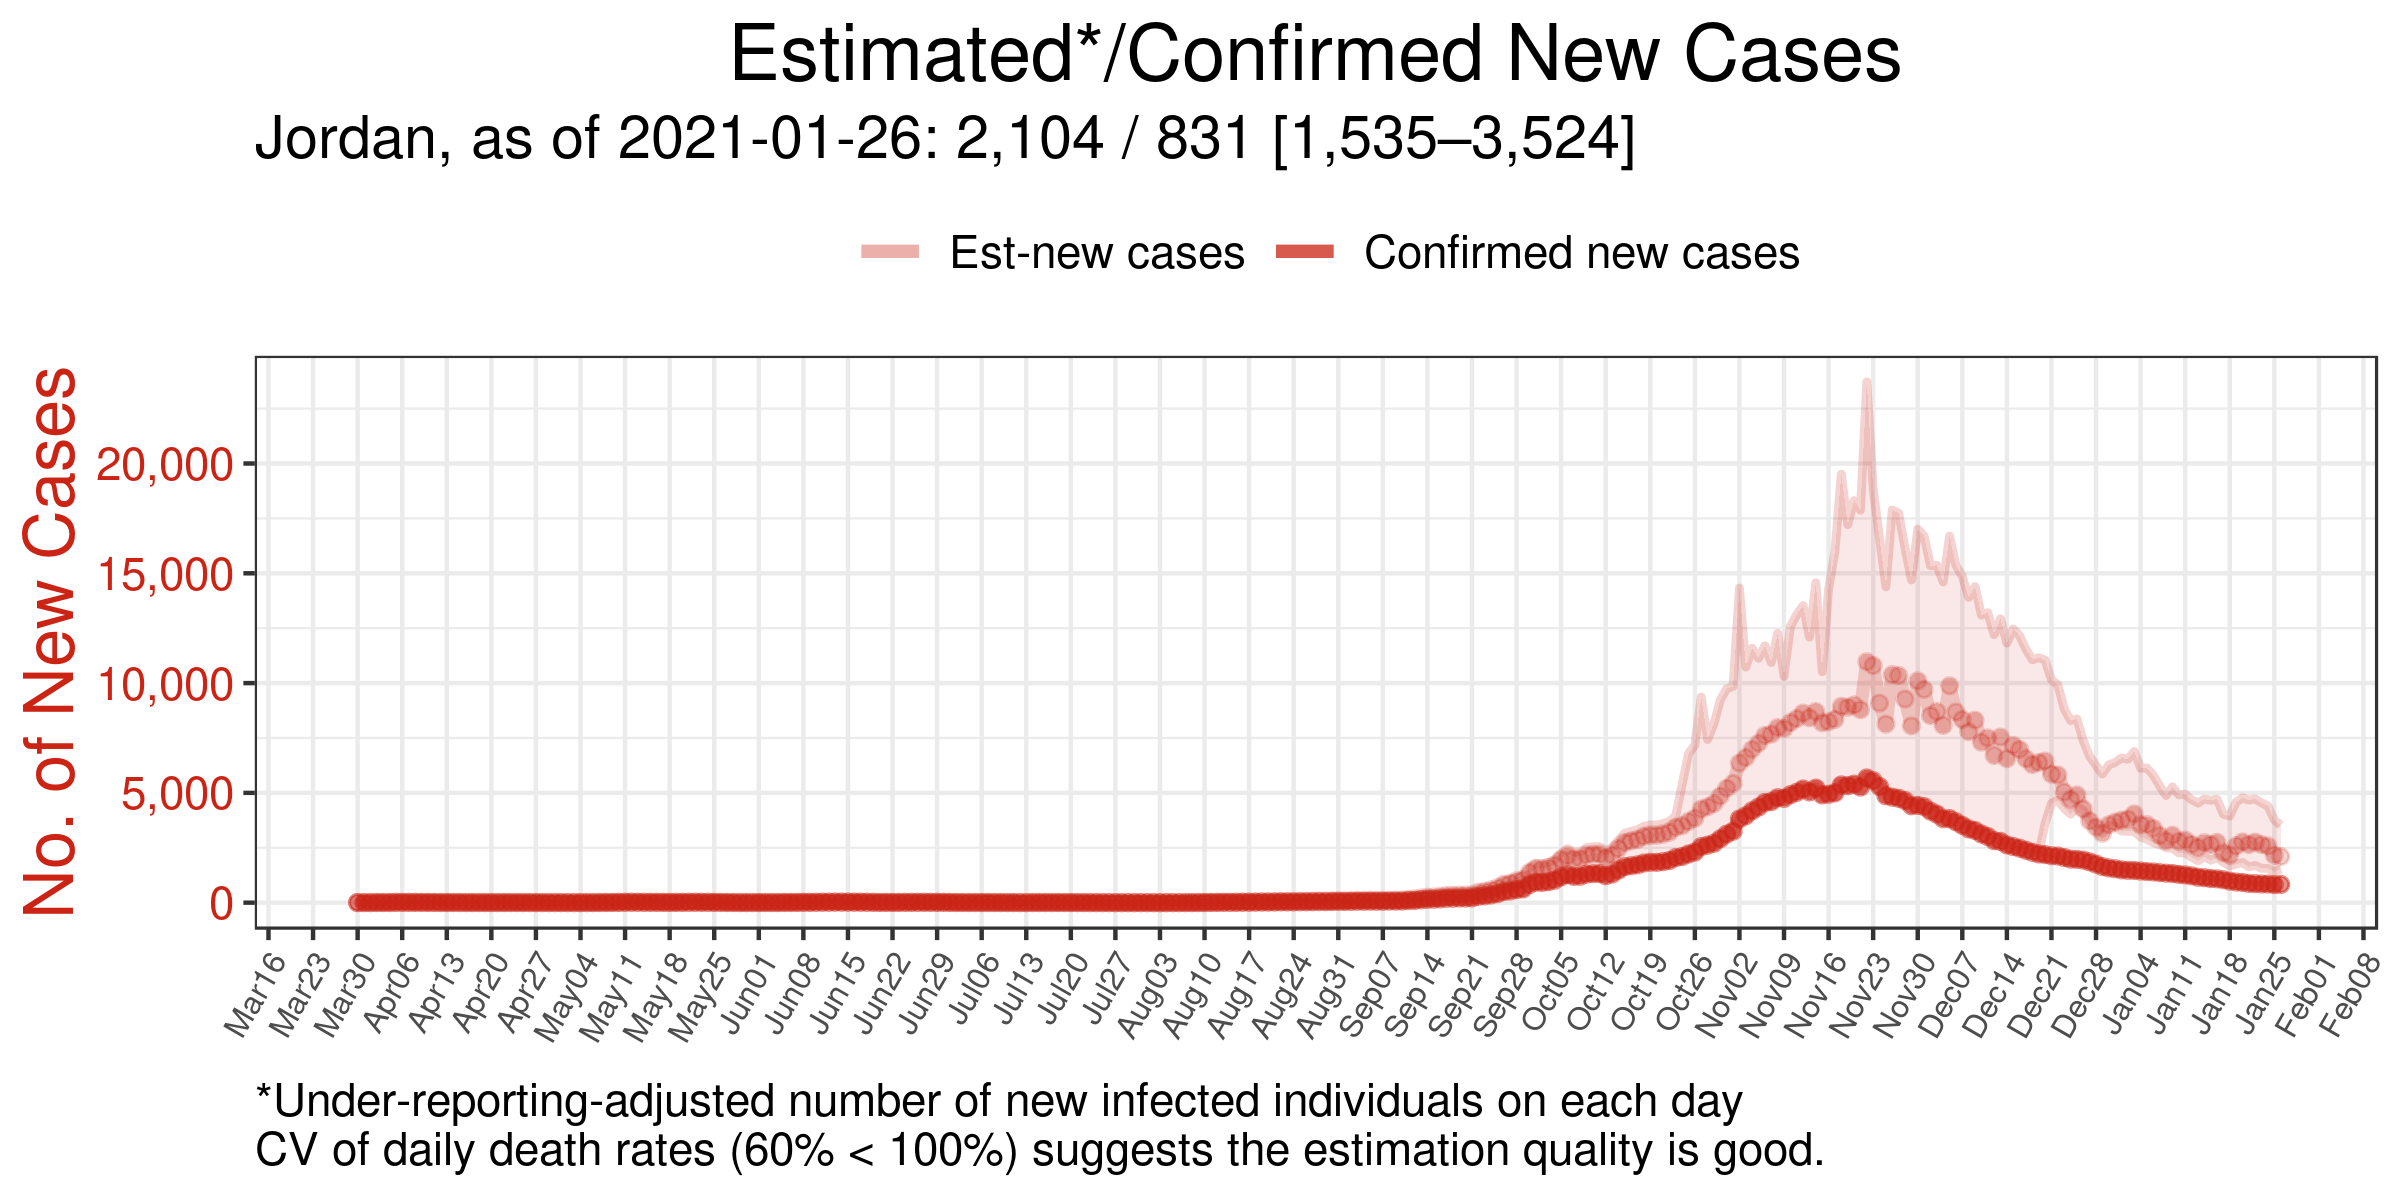 Estimated*/Confirmed New Cases
Jordan, as of 2021-01-26: 2,104 / 831 [1,535–3,524]
Est-new cases Confirmed new cases
No. of New Cases
20,000
15,000
10,000
5,000
0
Mar16 Mar23 Mar30 Apr06 Apr13 Apr20 Apr27 May04 May11 May18 May25 Jun01 Jun08 Jun15 Jun22 Jun29 Jul06 Jul13 Jul20 Jul27 Aug03 Aug10 Aug17 Aug24 Aug31 Sep07 Sep14 Sep21 Sep28 Oct05 Oct12 Oct19 Oct26 Nov02 Nov09 Nov16 Nov23 Nov30 Dec07 Dec14 Dec21 Dec28 Jan04 Jan11 Jan18 Jan25 Feb01 Feb08
*Under-reporting-adjusted number of new infected individuals on each day
CV of daily death rates (60% < 100%) suggests the estimation quality is good.